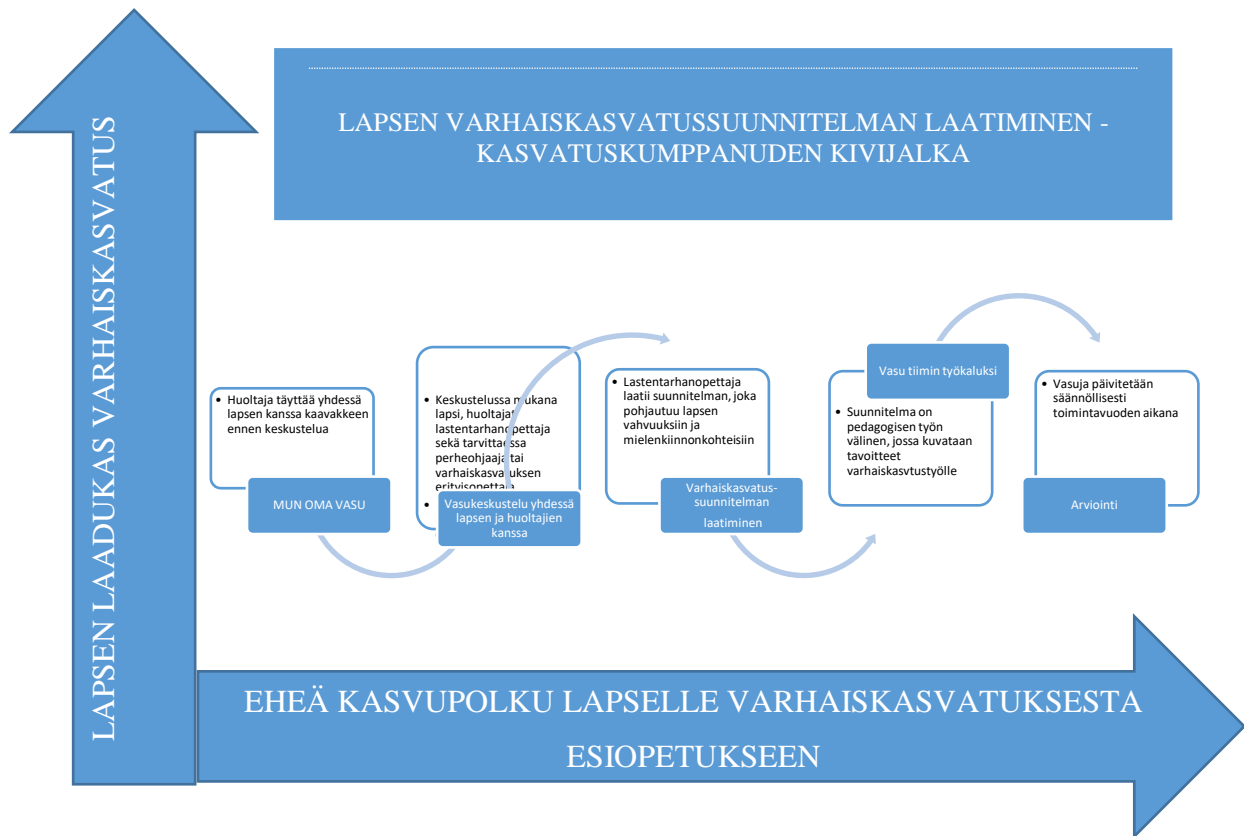 LAPSEN LAADUKAS VARHAISKASVATUS
LAPSEN VARHAISKASVATUSSUUNNITELMAN LAATIMINEN -
KASVATUSKUMPPANUDEN KIVIJALKA
• Huoltaja täyttää yhdessä
lapsen kanssa kaavakkeen
ennen keskustelua
MUN OMA VASU
• Keskustelussa mukana
lapsi, huoltajat
lastentarhanopettaja
sekä tarvittaessa
perheohjaaja tai
varhaiskasvatuksen
erityisopettaja
•
Vasukeskustelu yhdessä
lapsen ja huoltajien
kanssa
• Lastentarhanopettaja
laatii suunnitelman, joka
pohjautuu lapsen
vahvuuksiin ja
mielenkiinnonkohteisiin
Varhaiskasvatus-
suunnitelman
laatiminen
Vasu tiimin työkaluksi
• Suunnitelma on
pedagogisen työn
välinen, jossa kuvataan
tavoitteet
varhaiskasvtustyölle
• Vasuja päivitetään
säännöllisesti
toimintavuoden aikana
Arviointi
EHEÄ KASVUPOLKU LAPSELLE VARHAISKASVATUKSESTA
ESIOPETUKSEEN